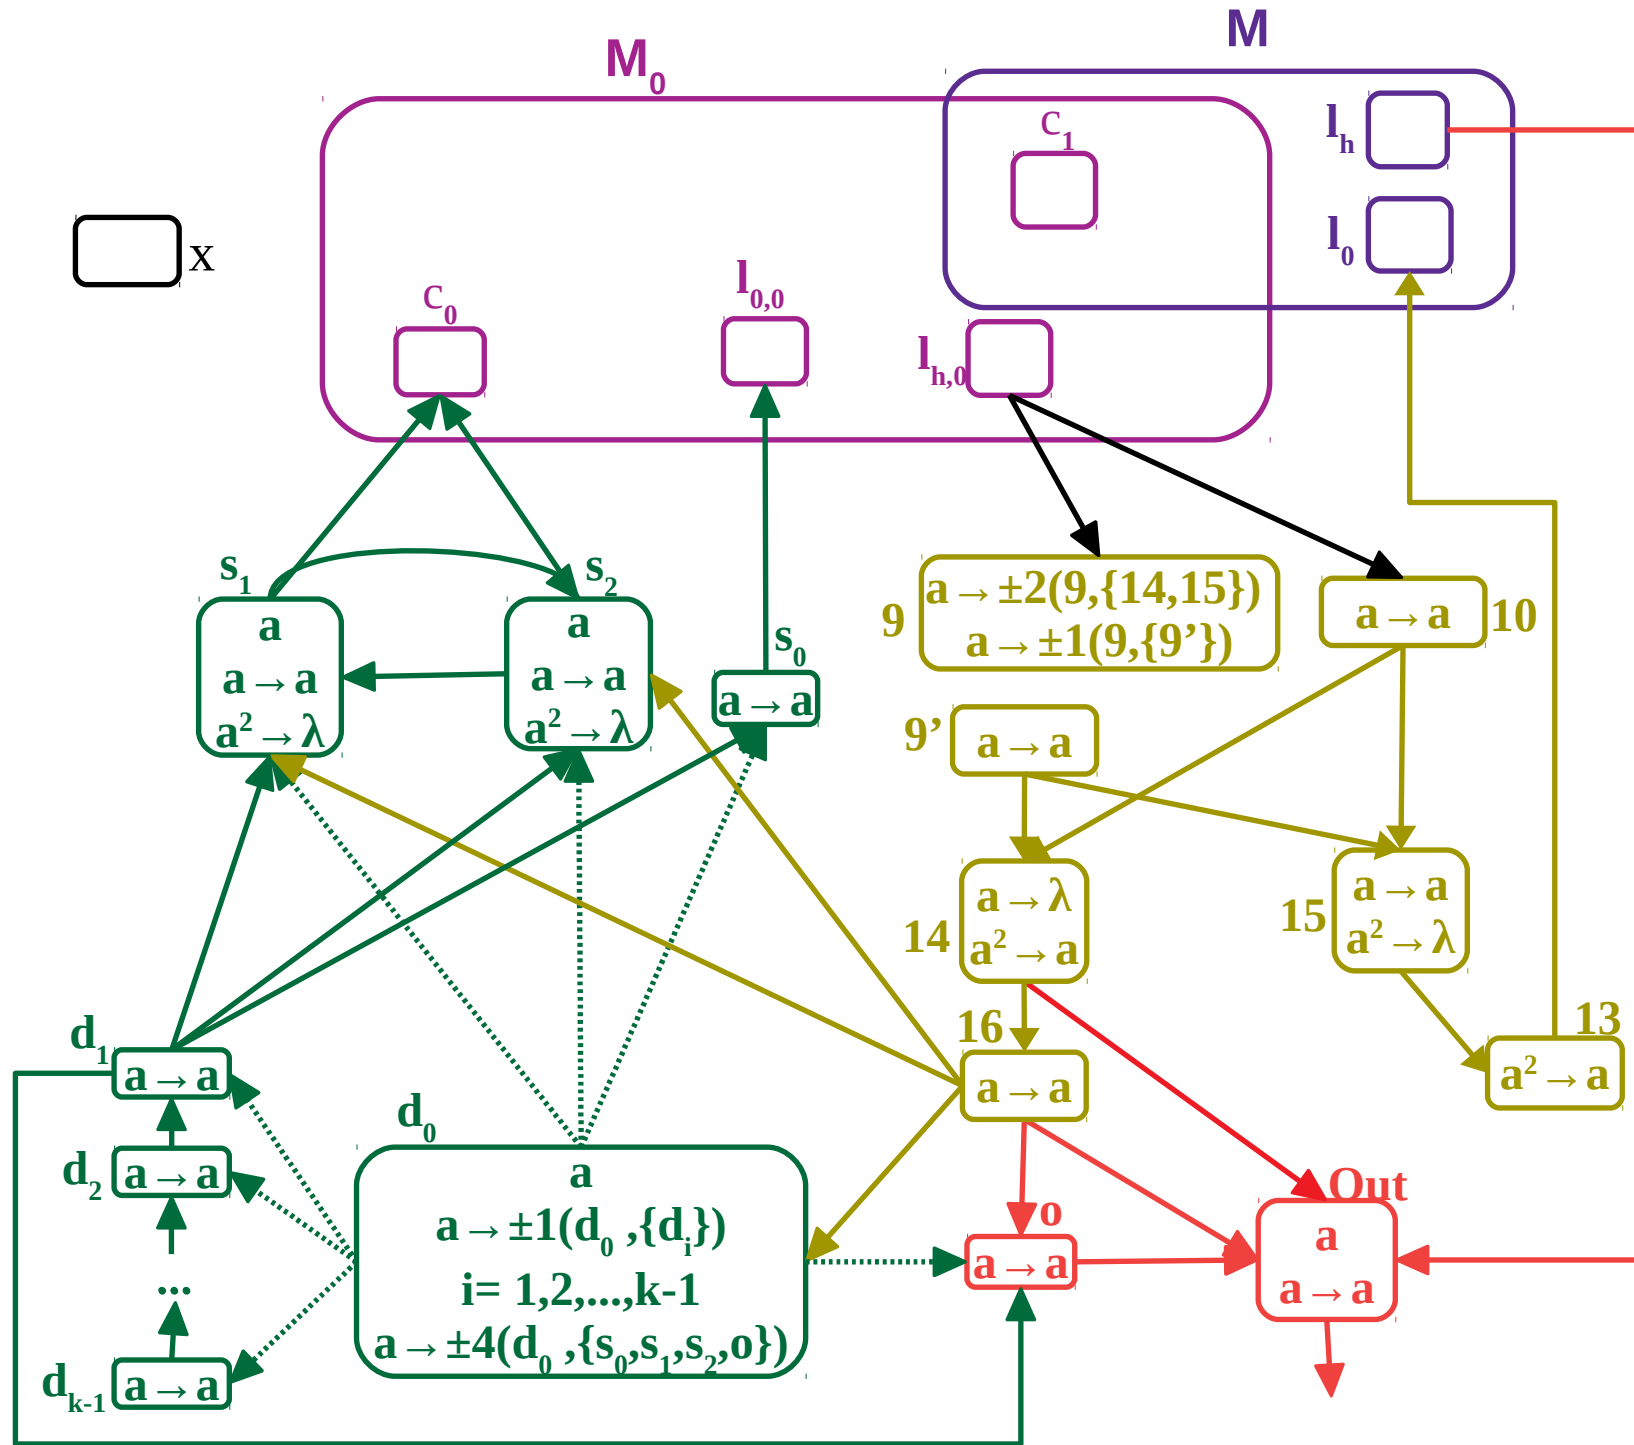 M
M₀
c₁
lₕ
x
l₀
c₀
l₀,₀
lₕ,₀
s₁
a
a→a
a²→λ
s₂
a
a→a
a²→λ
s₀
a→a
9
a→±2(9,{14,15})
a→±1(9,{9’})
a→a
10
9’
a→a
14
a→λ
a²→a
15
a→a
a²→λ
16
a→a
13
a²→a
d₁
a→a
d₂
a→a
...
dₖ₋₁
a→a
d₀
a
a→±1(d₀ ,{dᵢ})
i= 1,2,...,k-1
a→±4(d₀ ,{s₀,s₁,s₂,o})
o
a→a
Out
a
a→a